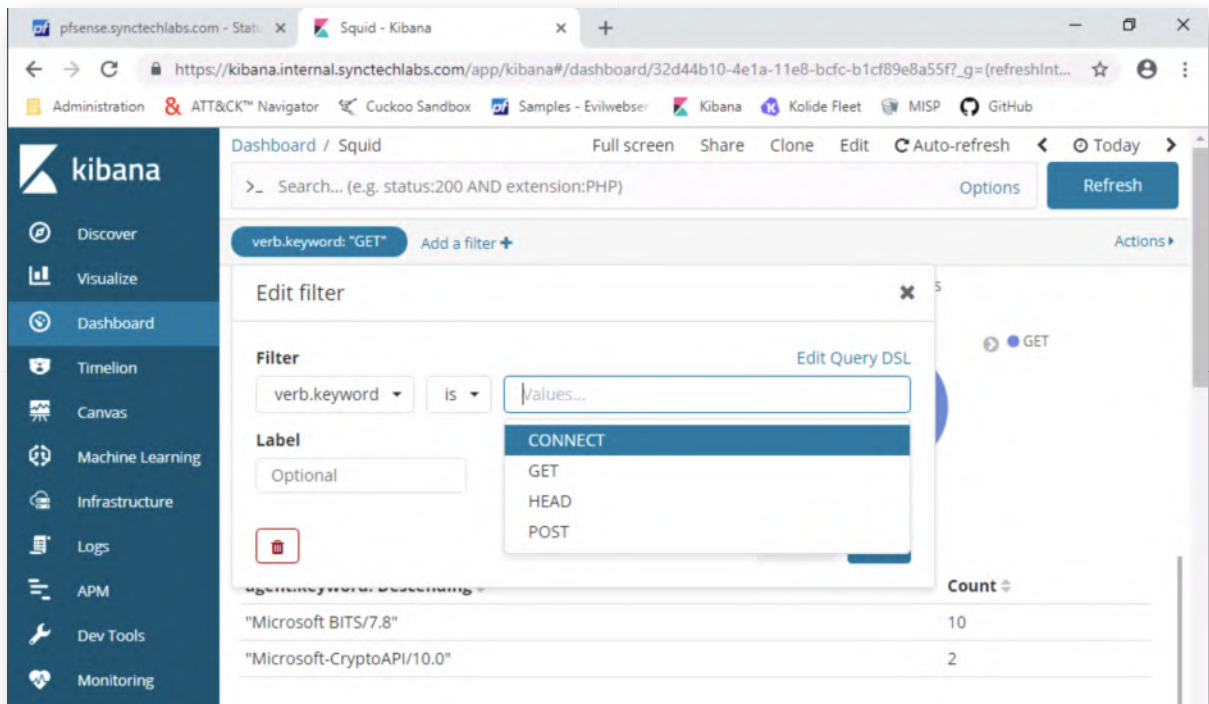 pfsense.synctechlabs.com - Statu
Squid - Kibana
https://kibana.internal.synctechlabs.com/app/kibana#/dashboard/32d44b10-4e1a-11e8-bcfc-b1cf89e8a55f?_g=(refreshInt...
Administration ATT&CK™ Navigator Cuckoo Sandbox Samples - Evilwebser Kibana Kolide Fleet MISP GitHub
kibana
Discover
Visualize
Dashboard
Timelion
Canvas
Machine Learning
Infrastructure
Logs
APM
Dev Tools
Monitoring
Dashboard / Squid Full screen Share Clone Edit Auto-refresh Today
>_ Search... (e.g. status:200 AND extension:PHP) Options Refresh
verb.keyword: "GET" Add a filter + Actions
Edit filter
s
GET
Filter Edit Query DSL
verb.keyword is Values...
Label
Optional
CONNECT
GET
HEAD
POST
agent.keyword: Descending Count
"Microsoft BITS/7.8" 10
"Microsoft-CryptoAPI/10.0" 2